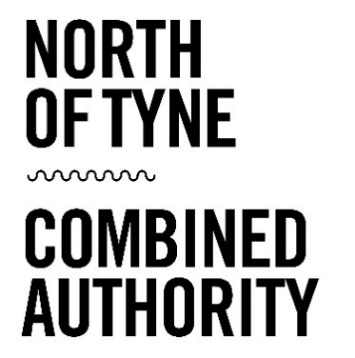 NORTH
OF TYNE
COMBINED
AUTHORITY